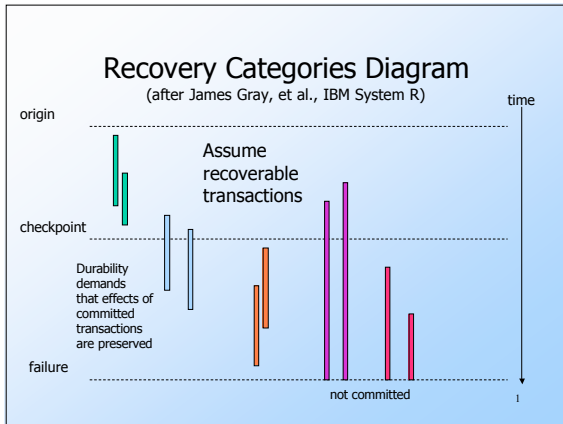 Recovery Categories Diagram
(after James Gray, et al., IBM System R)
time
origin
Assume
recoverable
transactions
checkpoint
Durability
demands
that effects of
committed
transactions
are preserved
failure
not committed
1